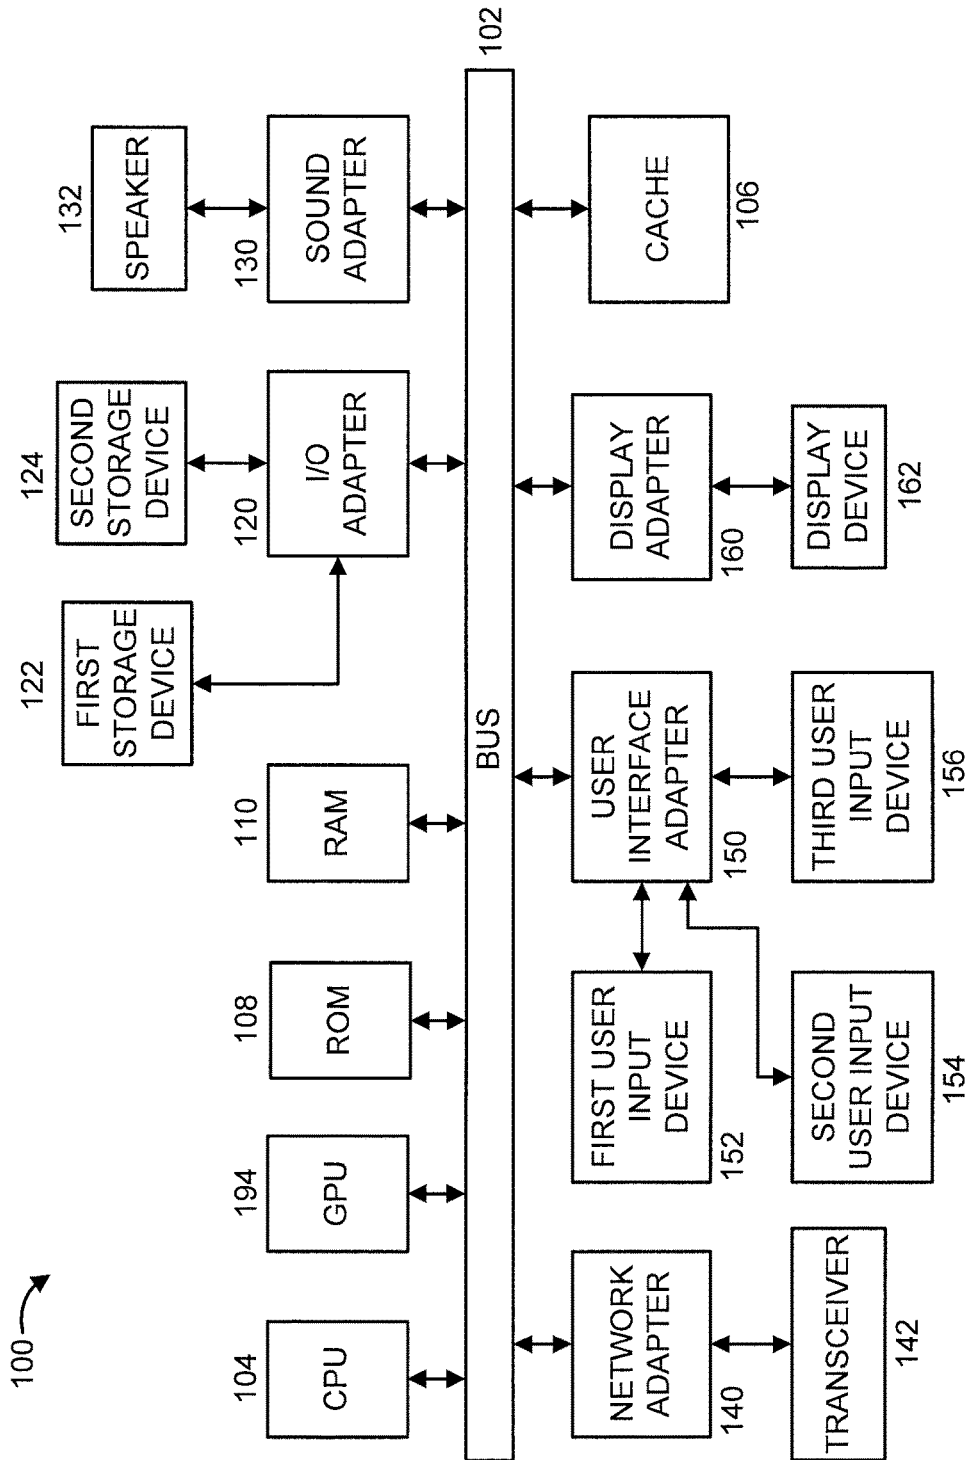 100
104
CPU
194
GPU
108
ROM
110
RAM
122
FIRST
STORAGE
DEVICE
124
SECOND
STORAGE
DEVICE
120
I/O
ADAPTER
132
SPEAKER
130
SOUND
ADAPTER
BUS
102
NETWORK
ADAPTER
140
TRANSCEIVER
142
FIRST USER
INPUT
DEVICE
152
SECOND
USER INPUT
DEVICE
154
USER
INTERFACE
ADAPTER
150
THIRD USER
INPUT
DEVICE
156
DISPLAY
ADAPTER
160
DISPLAY
DEVICE
162
CACHE
106